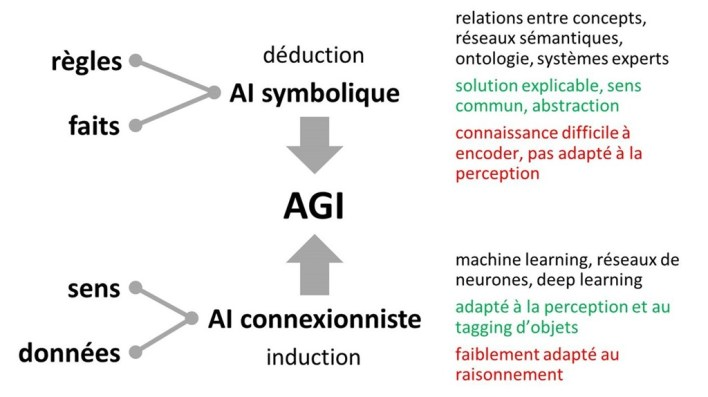 règles
faits
déduction
AI symbolique
relations entre concepts,
réseaux sémantiques,
ontologie, systèmes experts
solution explicable, sens
commun, abstraction
connaissance difficile à
encoder, pas adapté à la
perception
AGI
sens
données
AI connexionniste
induction
machine learning, réseaux de
neurones, deep learning
adapté à la perception et au
tagging d’objets
faiblement adapté au
raisonnement